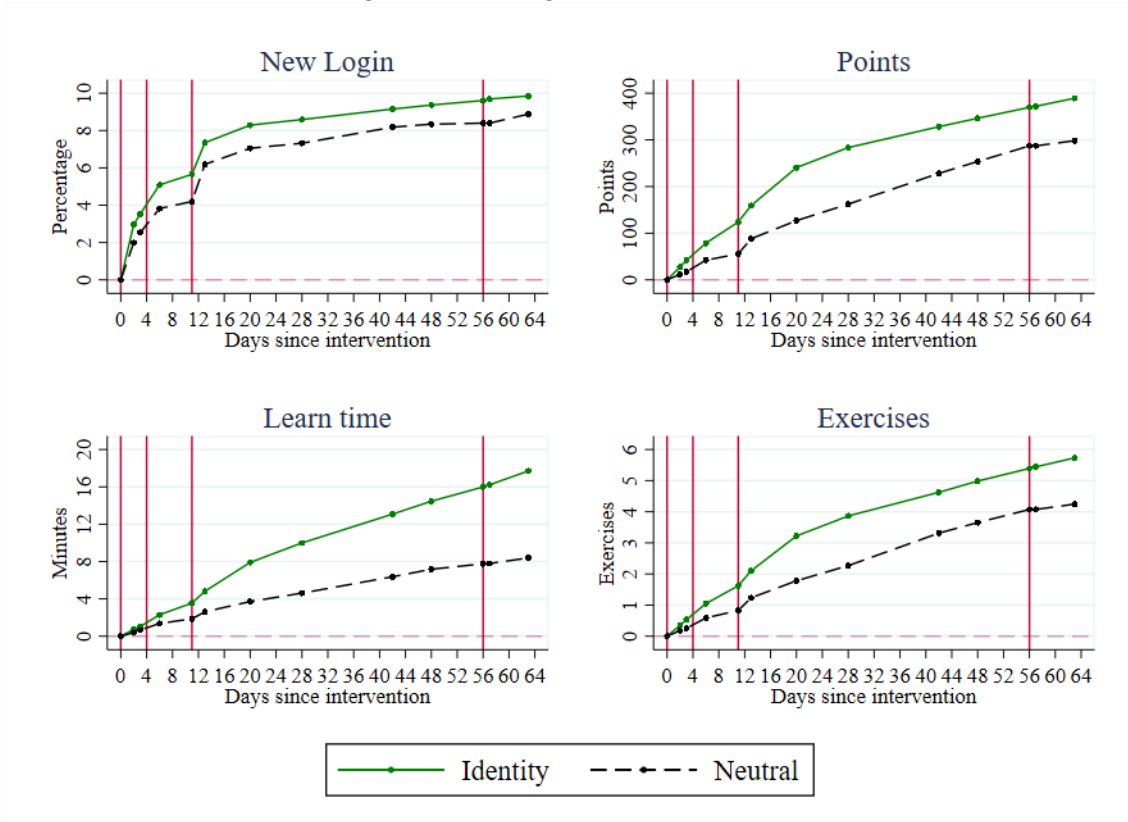 New Login
Percentage
0 2 4 6 8 10
0 4 8 12 16 20 24 28 32 36 40 44 48 52 56 60 64
Days since intervention
Points
Points
0 100 200 300 400
0 4 8 12 16 20 24 28 32 36 40 44 48 52 56 60 64
Days since intervention
Learn time
Minutes
0 4 8 12 16 20
0 4 8 12 16 20 24 28 32 36 40 44 48 52 56 60 64
Days since intervention
Exercises
Exercises
0 1 2 3 4 5 6
0 4 8 12 16 20 24 28 32 36 40 44 48 52 56 60 64
Days since intervention
Identity Neutral